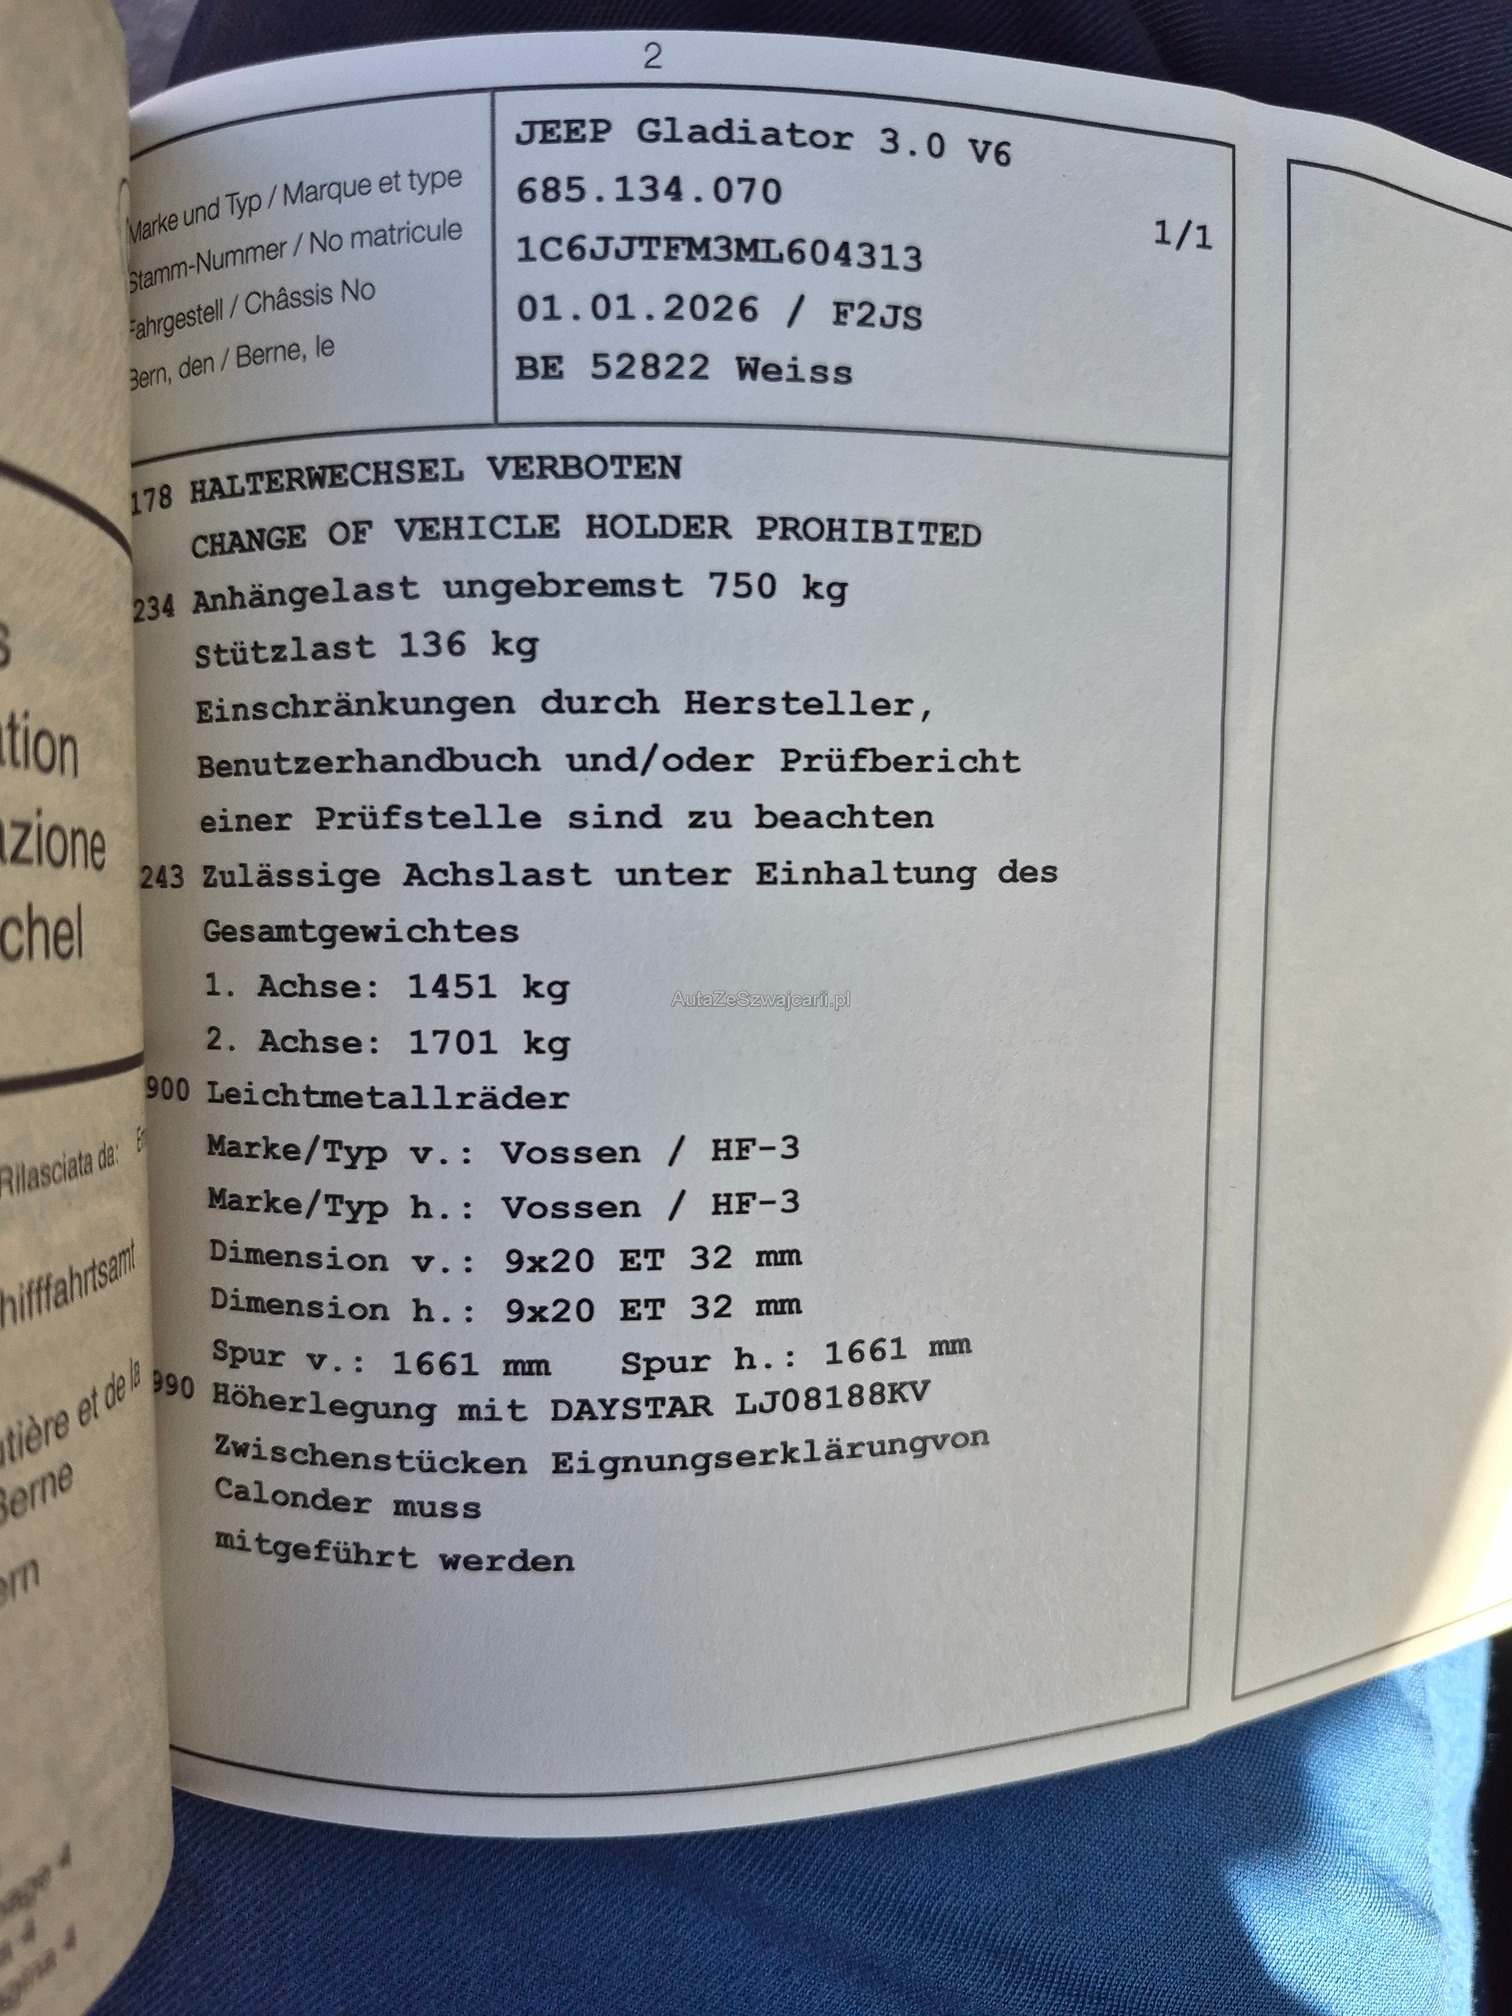 2
Marke und Typ / Marque et type
Stamm-Nummer / No matricule
Fahrgestell / Châssis No
Bern, den / Berne, le
JEEP Gladiator 3.0 V6
685.134.070
1/1
1C6JJTFM3ML604313
01.01.2026 / F2JS
BE 52822 Weiss
178 HALTERWECHSEL VERBOTEN
CHANGE OF VEHICLE HOLDER PROHIBITED
234 Anhängelast ungebremst 750 kg
Stützlast 136 kg
Einschränkungen durch Hersteller,
Benutzerhandbuch und/oder Prüfbericht
einer Prüfstelle sind zu beachten
243 Zulässige Achslast unter Einhaltung des
Gesamtgewichtes
1. Achse: 1451 kg
2. Achse: 1701 kg
900 Leichtmetallräder
Marke/Typ v.: Vossen / HF-3
Marke/Typ h.: Vossen / HF-3
Dimension v.: 9x20 ET 32 mm
Dimension h.: 9x20 ET 32 mm
Spur v.: 1661 mm Spur h.: 1661 mm
990 Höherlegung mit DAYSTAR LJ08188KV
Zwischenstücken Eignungserklärungvon
Calonder muss
mitgeführt werden
AutaZeSzwajcarii.pl
Rilasciata da:
et de la
Berne